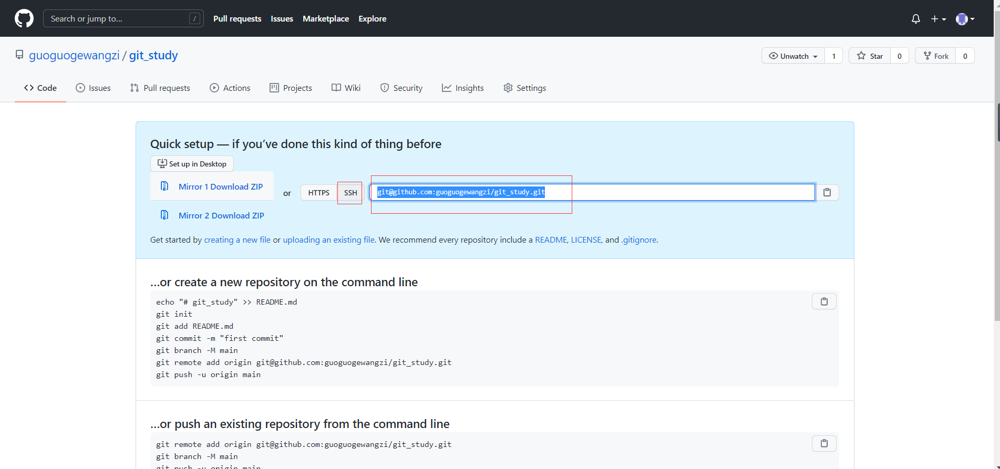 Search or jump to... / Pull requests Issues Marketplace Explore
guoguogewangzi / git_study Unwatch 1 Star 0 Fork 0
Code Issues Pull requests Actions Projects Wiki Security Insights Settings
Quick setup — if you’ve done this kind of thing before
Set up in Desktop
Mirror 1 Download ZIP or HTTPS SSH git@github.com:guoguogewangzi/git_study.git
Mirror 2 Download ZIP
Get started by creating a new file or uploading an existing file. We recommend every repository include a README, LICENSE, and .gitignore.
…or create a new repository on the command line
echo "# git_study" >> README.md
git init
git add README.md
git commit -m "first commit"
git branch -M main
git remote add origin git@github.com:guoguogewangzi/git_study.git
git push -u origin main
…or push an existing repository from the command line
git remote add origin git@github.com:guoguogewangzi/git_study.git
git branch -M main
git push -u origin main